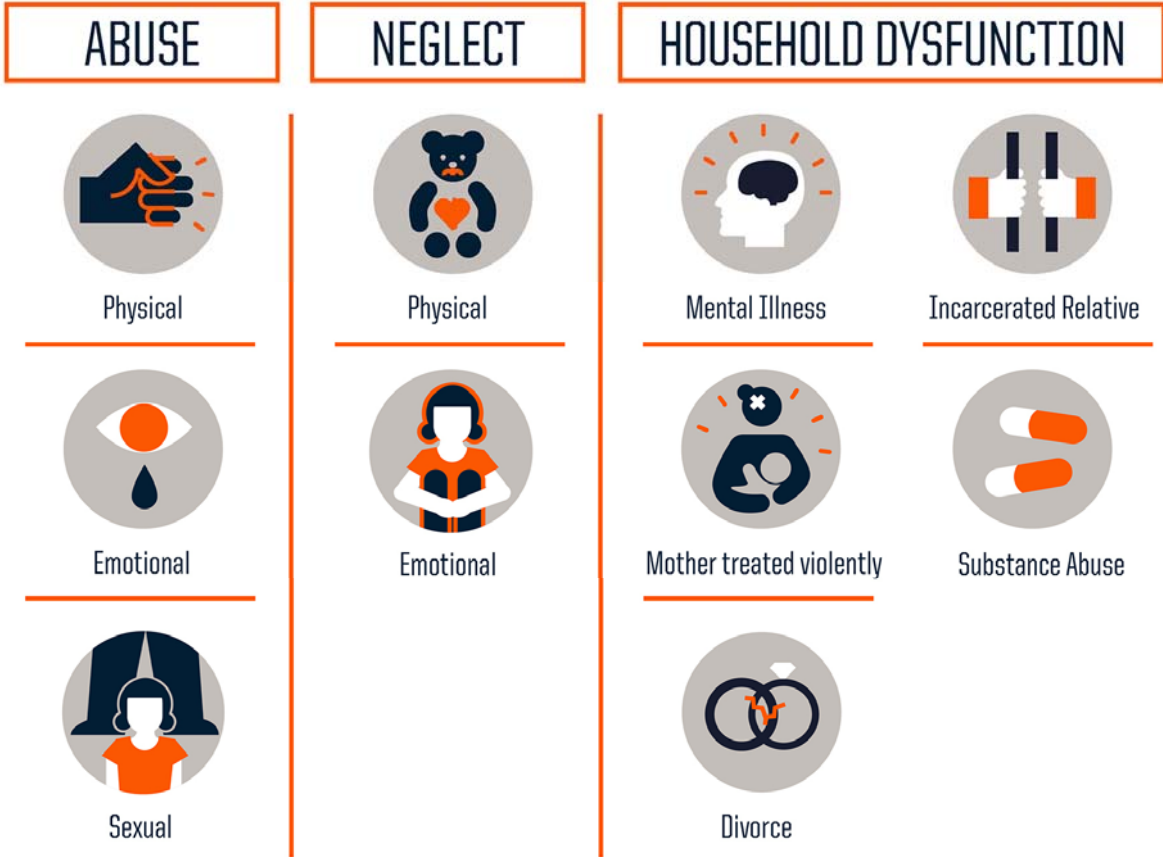 ABUSE
Physical
Emotional
Sexual
NEGLECT
Physical
Emotional
HOUSEHOLD DYSFUNCTION
Mental Illness
Incarcerated Relative
Mother treated violently
Substance Abuse
Divorce